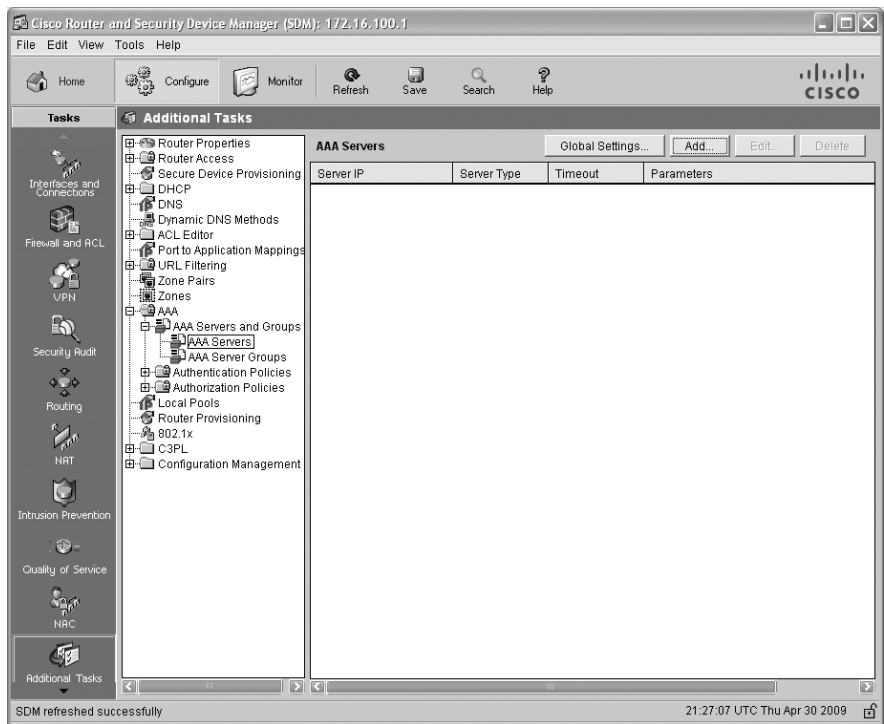 Cisco Router and Security Device Manager (SDM): 172.16.100.1
File Edit View Tools Help
Home
Configure
Monitor
Refresh
Save
Search
Help
CISCO
Tasks
Interfaces and
Connections
Firewall and ACL
VPN
Security Audit
Routing
NAT
Intrusion Prevention
Quality of Service
NAC
Additional Tasks
Additional Tasks
Router Properties
Router Access
Secure Device Provisioning
DHCP
DNS
Dynamic DNS Methods
ACL Editor
Port to Application Mappings
URL Filtering
Zone Pairs
Zones
AAA
AAA Servers and Groups
AAA Servers
AAA Server Groups
Authentication Policies
Authorization Policies
Local Pools
Router Provisioning
802.1x
C3PL
Configuration Management
AAA Servers
Global Settings...
Add...
Edit...
Delete
Server IP
Server Type
Timeout
Parameters
SDM refreshed successfully
21:27:07 UTC Thu Apr 30 2009